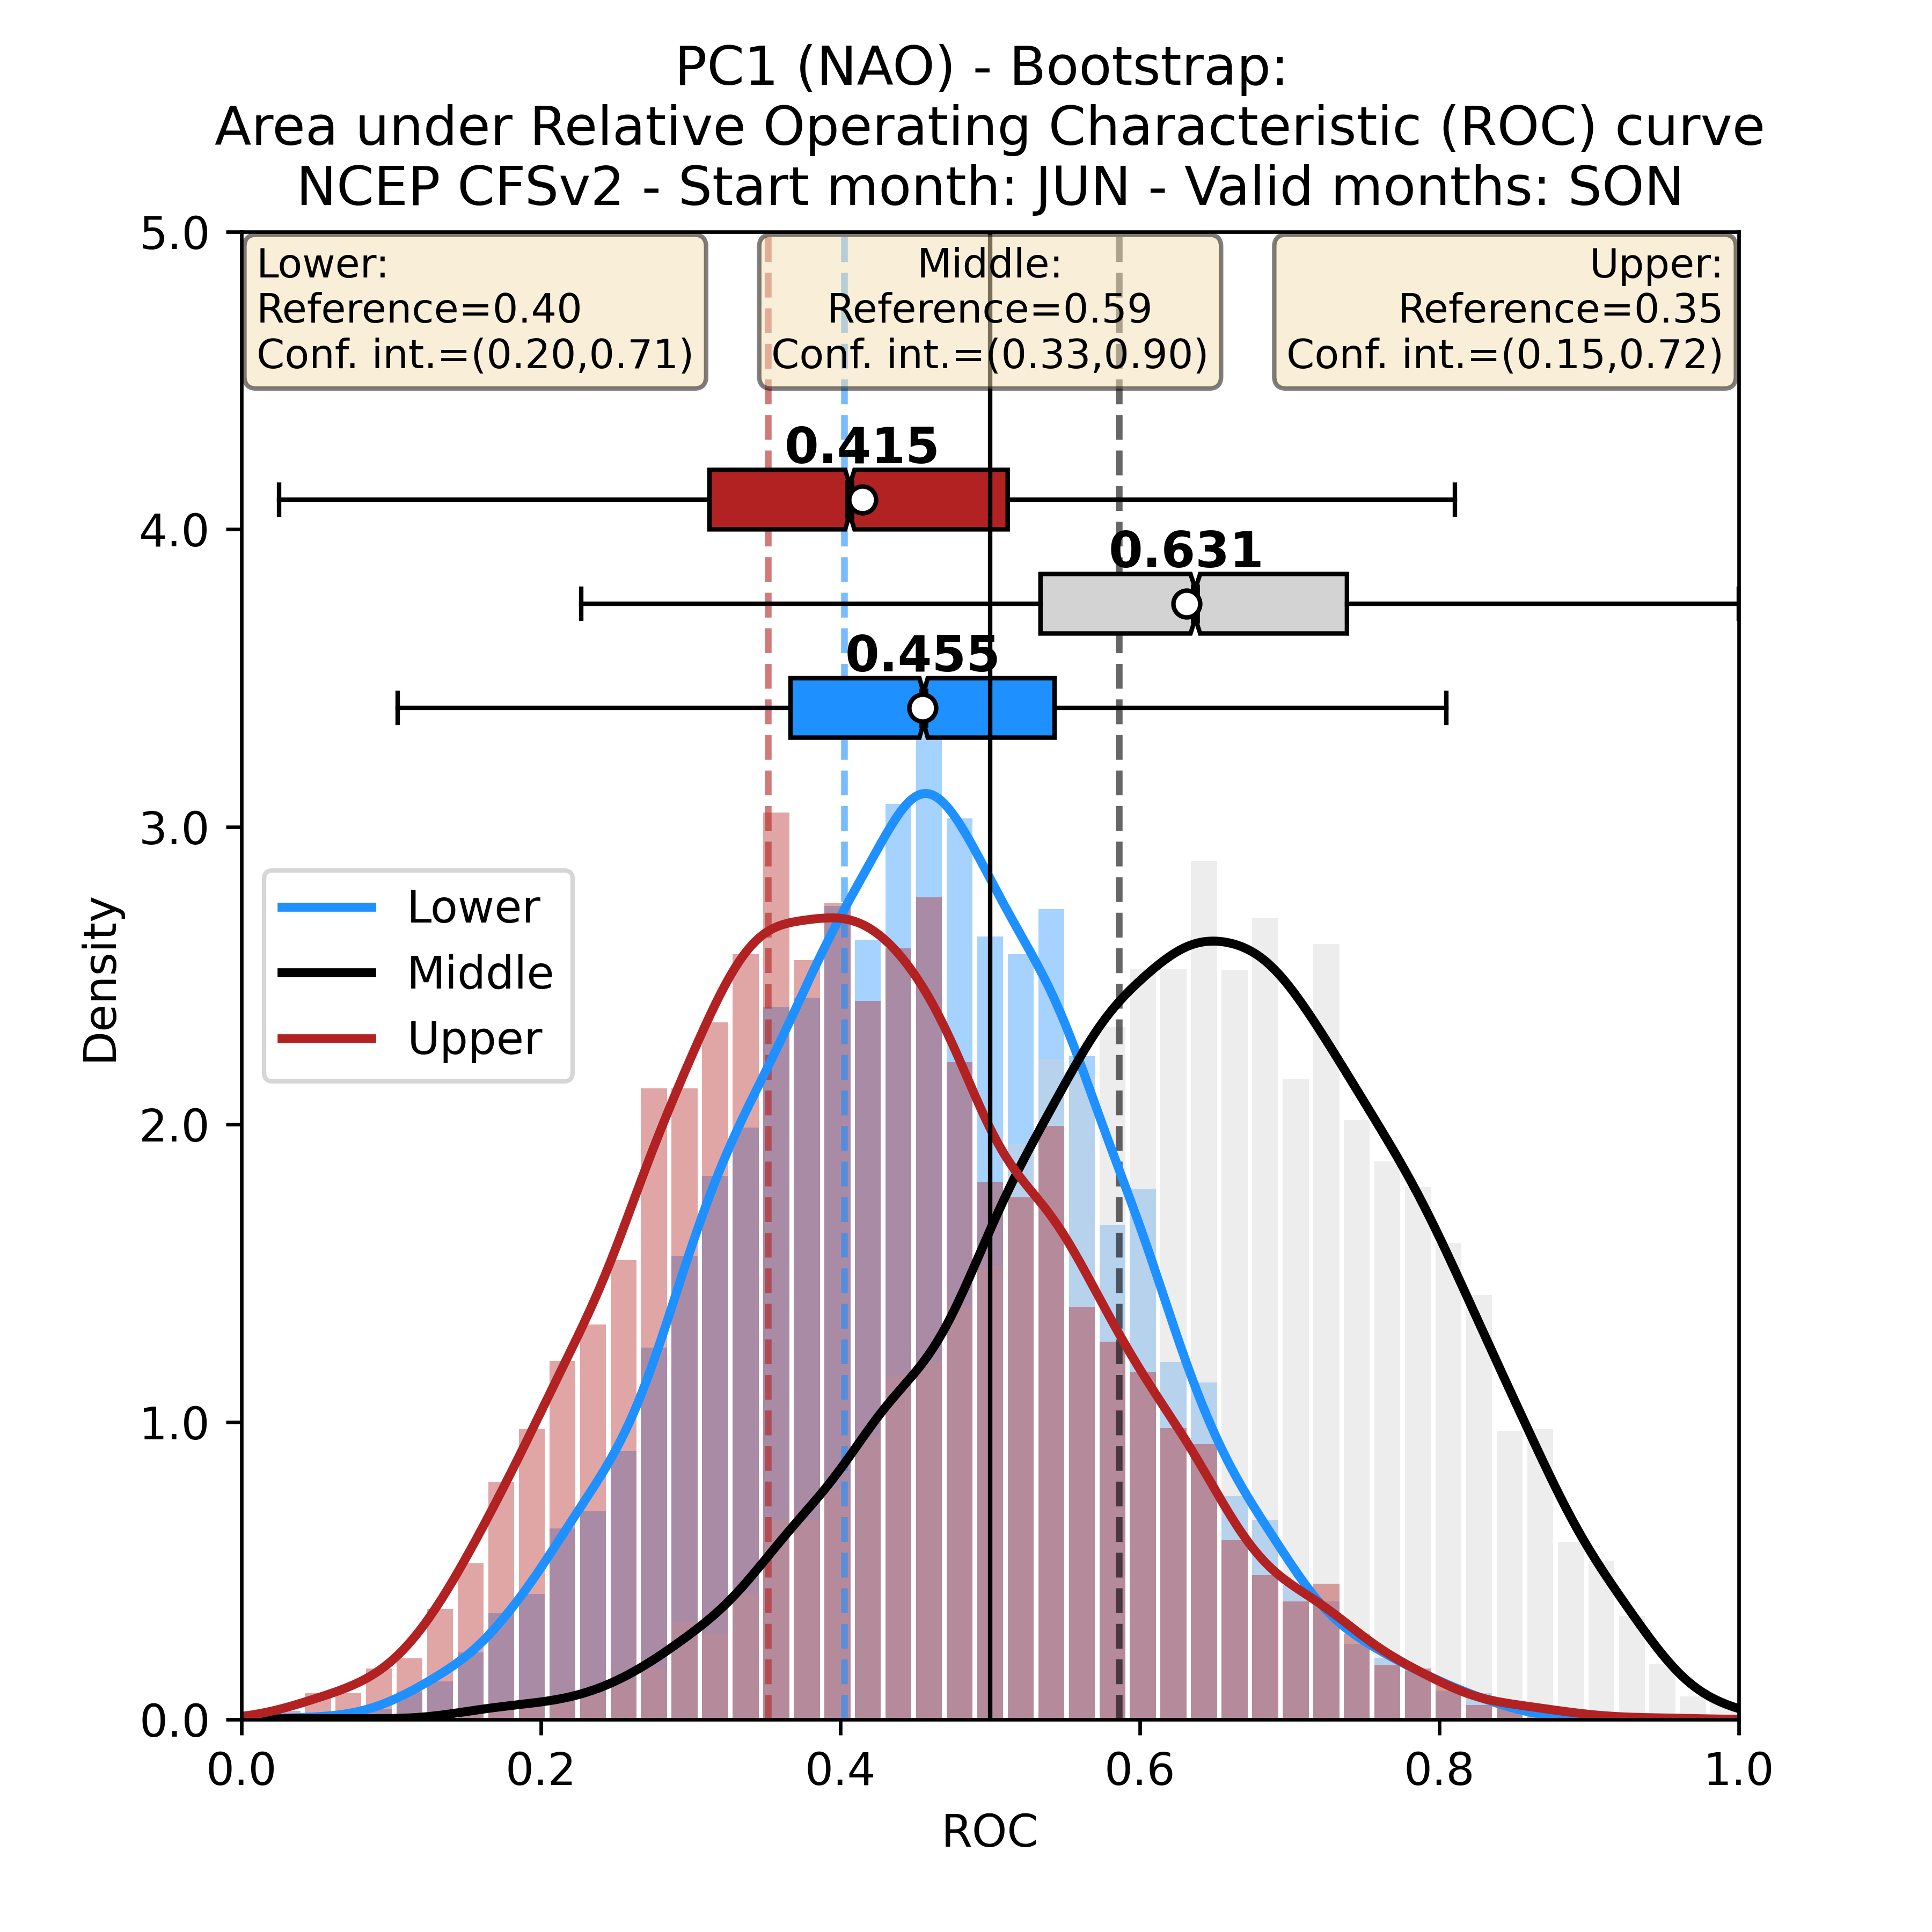 PC1 (NAO) - Bootstrap:
Area under Relative Operating Characteristic (ROC) curve
NCEP CFSv2 - Start month: JUN - Valid months: SON
Lower:
Reference=0.40
Conf. int.=(0.20,0.71)
Middle:
Reference=0.59
Conf. int.=(0.33,0.90)
Upper:
Reference=0.35
Conf. int.=(0.15,0.72)
0.415
0.631
0.455
Lower
Middle
Upper
Density
5.0
4.0
3.0
2.0
1.0
0.0
0.0
0.2
0.4
0.6
0.8
1.0
ROC